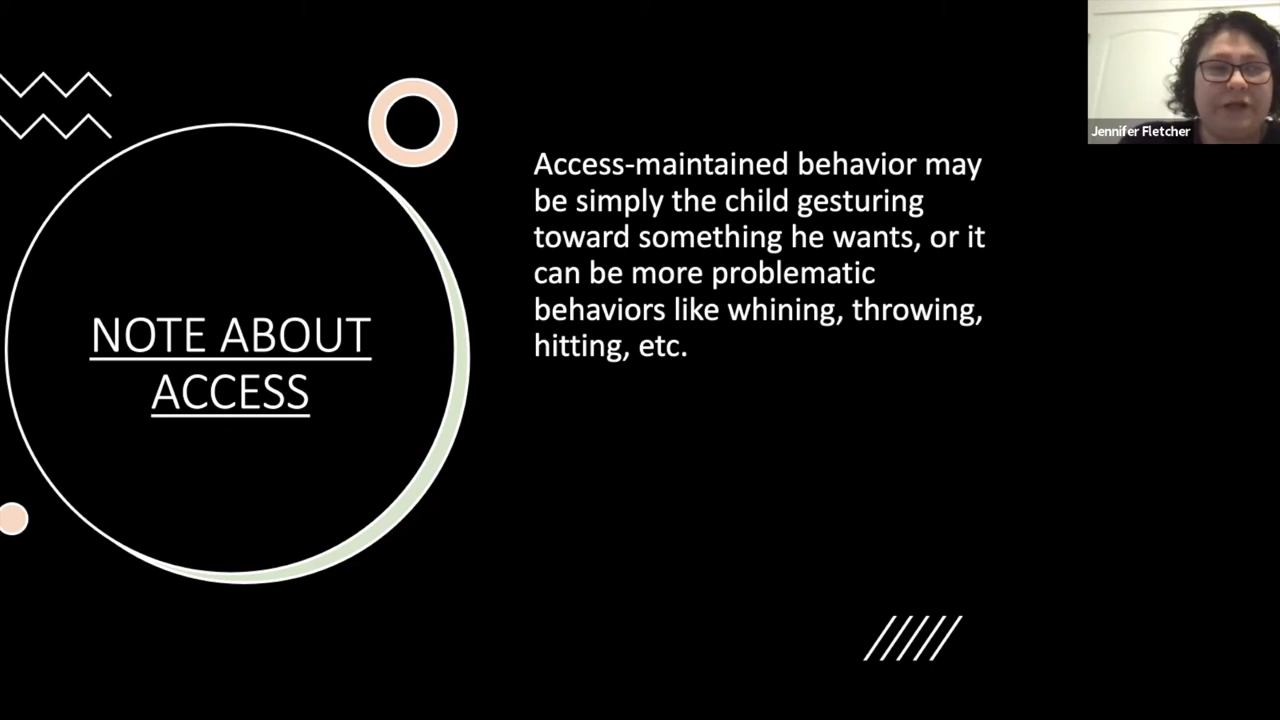 NOTE ABOUT
ACCESS
Access-maintained behavior may
be simply the child gesturing
toward something he wants, or it
can be more problematic
behaviors like whining, throwing,
hitting, etc.
Jennifer Fletcher